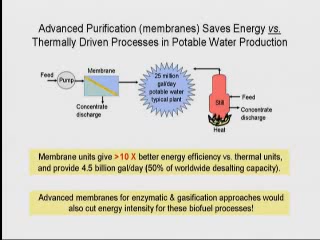 Advanced Purification (membranes) Saves Energy vs.
Thermally Driven Processes in Potable Water Production
Feed
Pump
Membrane
Concentrate
discharge
25 million
gal/day
potable water
typical plant
Still
Feed
Concentrate
discharge
Heat
Membrane units give >10 X better energy efficiency vs. thermal units,
and provide 4.5 billion gal/day (50% of worldwide desalting capacity).
Advanced membranes for enzymatic & gasification approaches would
also cut energy intensity for these biofuel processes!